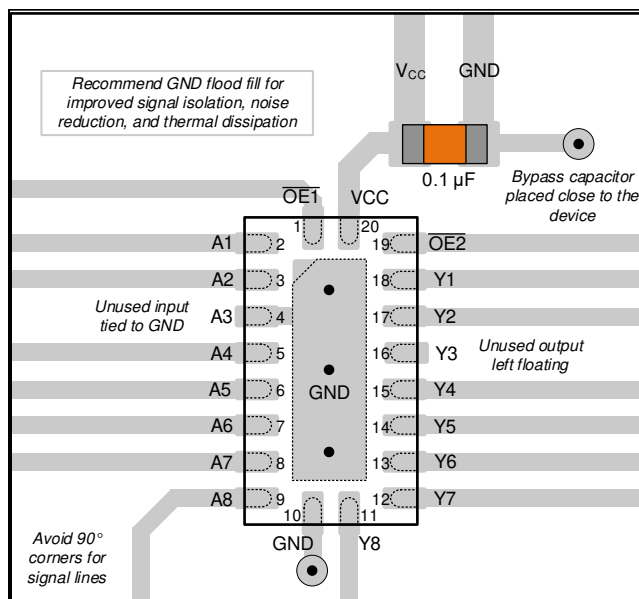 Recommend GND flood fill for
improved signal isolation, noise
reduction, and thermal dissipation
VCC GND
0.1 µF
Bypass capacitor
placed close to the
device
OE1 VCC
1 20
A1 2 19 OE2
A2 3 18 Y1
Unused input
tied to GND
A3 4 17 Y2
A4 5 16 Y3
Unused output
left floating
A5 6 GND 15 Y4
A6 7 14 Y5
A7 8 13 Y6
A8 9 12 Y7
10 11
GND Y8
Avoid 90°
corners for
signal lines